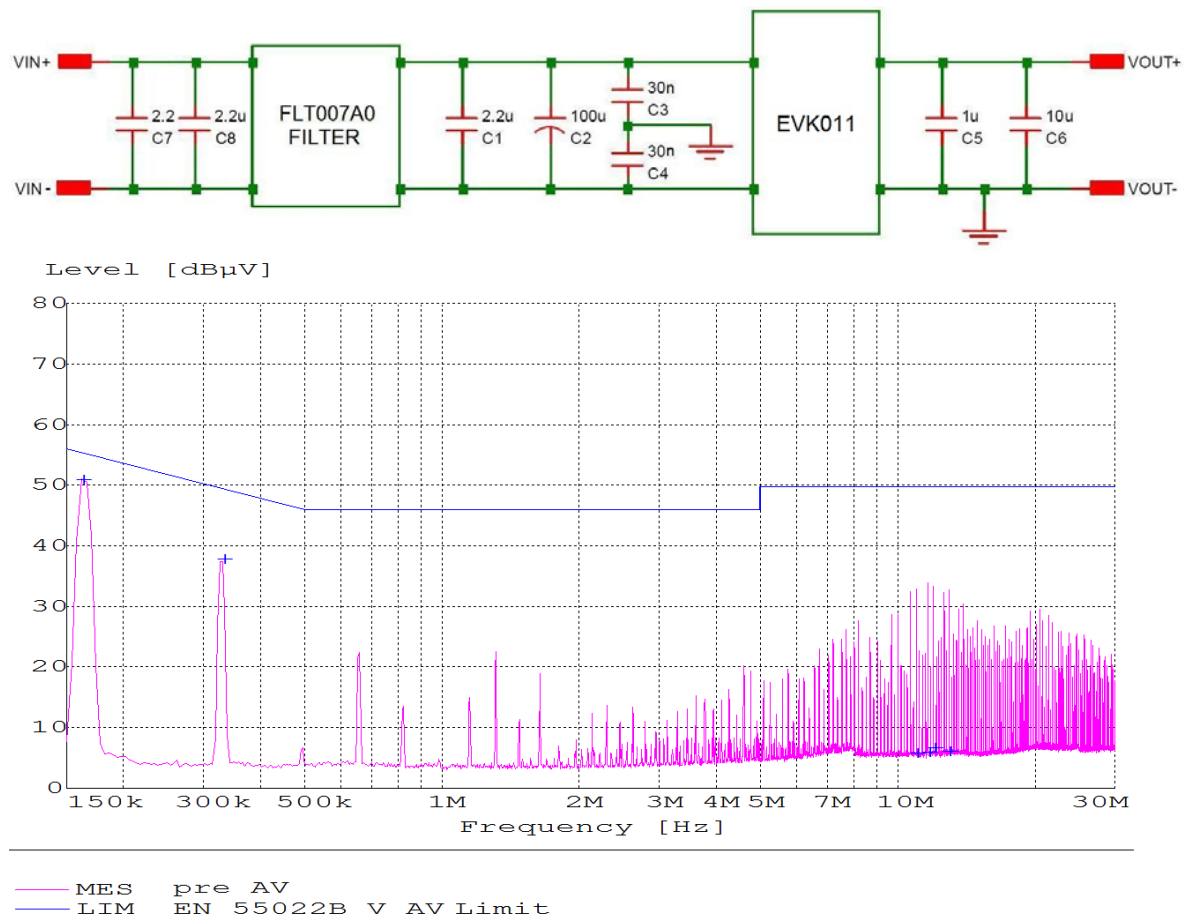 VIN+
VIN -
2.2
C7
2.2u
C8
FLT007A0
FILTER
2.2u
C1
100u
C2
30n
C3
30n
C4
EVK011
1u
C5
10u
C6
VOUT+
VOUT-
Level [dBµV]
80
70
60
50
40
30
20
10
0
150k 300k 500k 1M 2M 3M 4M 5M 7M 10M 30M
Frequency [Hz]
MES pre AV
LIM EN 55022B V AV Limit